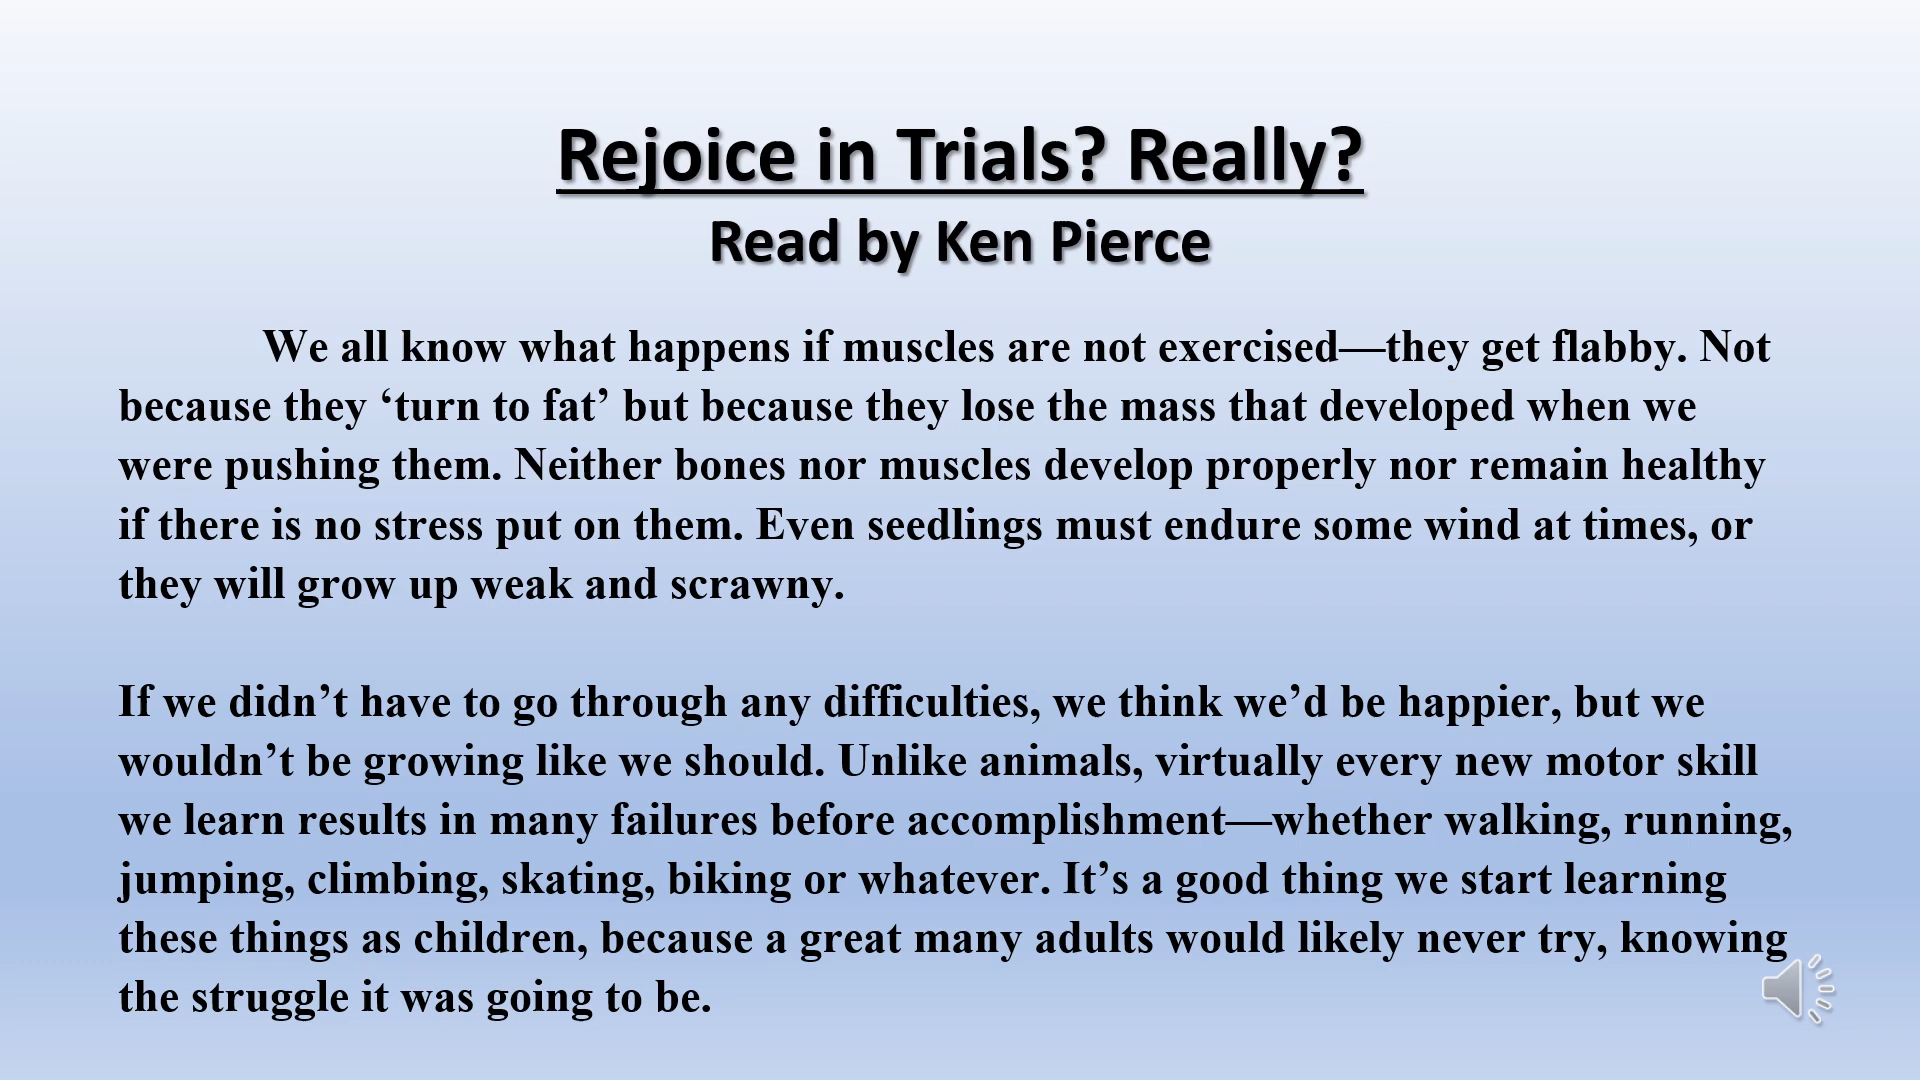 Rejoice in Trials? Really?
Read by Ken Pierce
We all know what happens if muscles are not exercised—they get flabby. Not
because they ‘turn to fat’ but because they lose the mass that developed when we
were pushing them. Neither bones nor muscles develop properly nor remain healthy
if there is no stress put on them. Even seedlings must endure some wind at times, or
they will grow up weak and scrawny.
If we didn’t have to go through any difficulties, we think we’d be happier, but we
wouldn’t be growing like we should. Unlike animals, virtually every new motor skill
we learn results in many failures before accomplishment—whether walking, running,
jumping, climbing, skating, biking or whatever. It’s a good thing we start learning
these things as children, because a great many adults would likely never try, knowing
the struggle it was going to be.